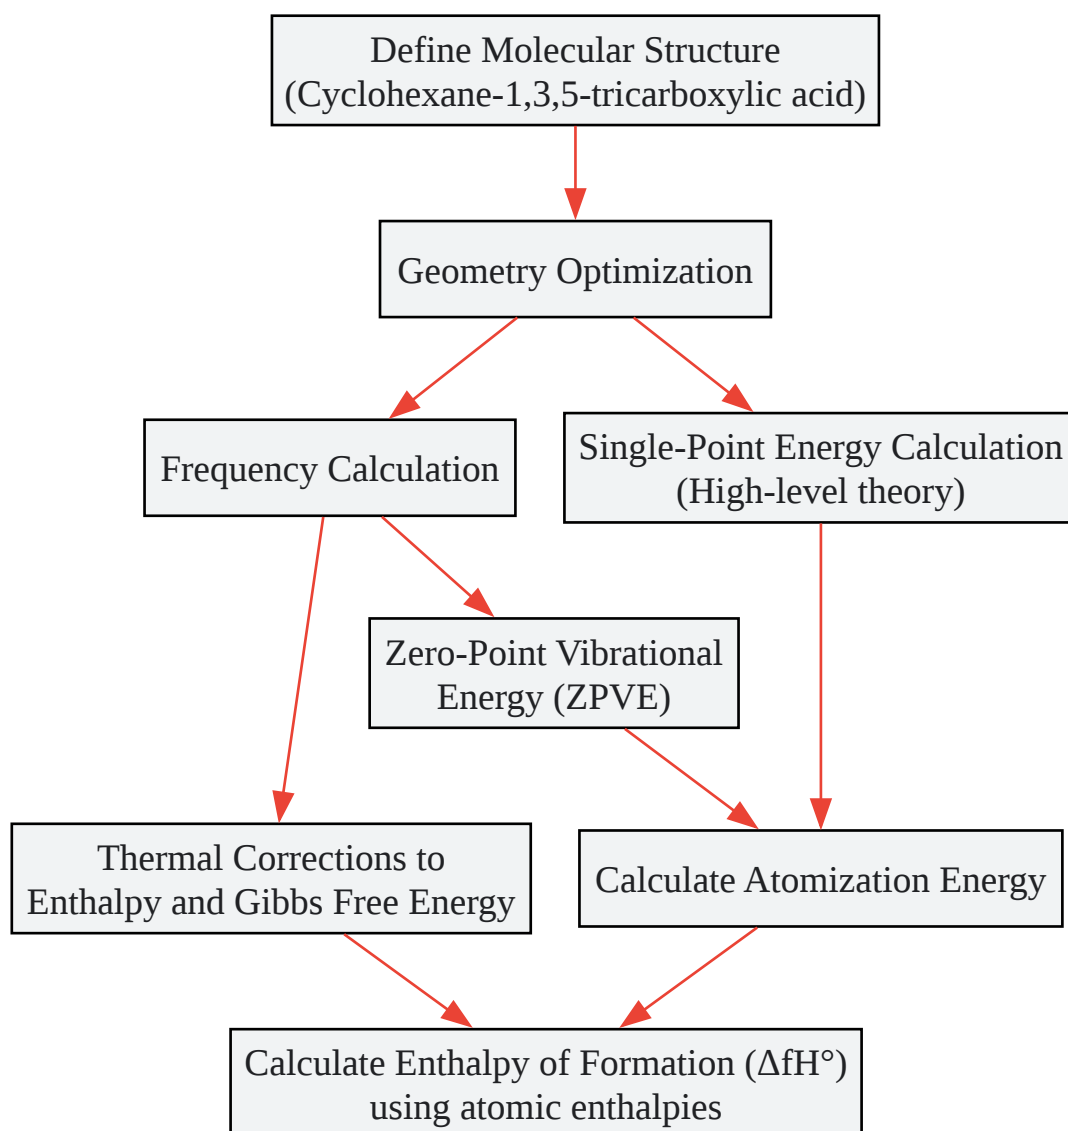 Define Molecular Structure
(Cyclohexane-1,3,5-tricarboxylic acid)
Geometry Optimization
Frequency Calculation
Single-Point Energy Calculation
(High-level theory)
Zero-Point Vibrational
Energy (ZPVE)
Thermal Corrections to
Enthalpy and Gibbs Free Energy
Calculate Atomization Energy
Calculate Enthalpy of Formation (ΔfH°)
using atomic enthalpies